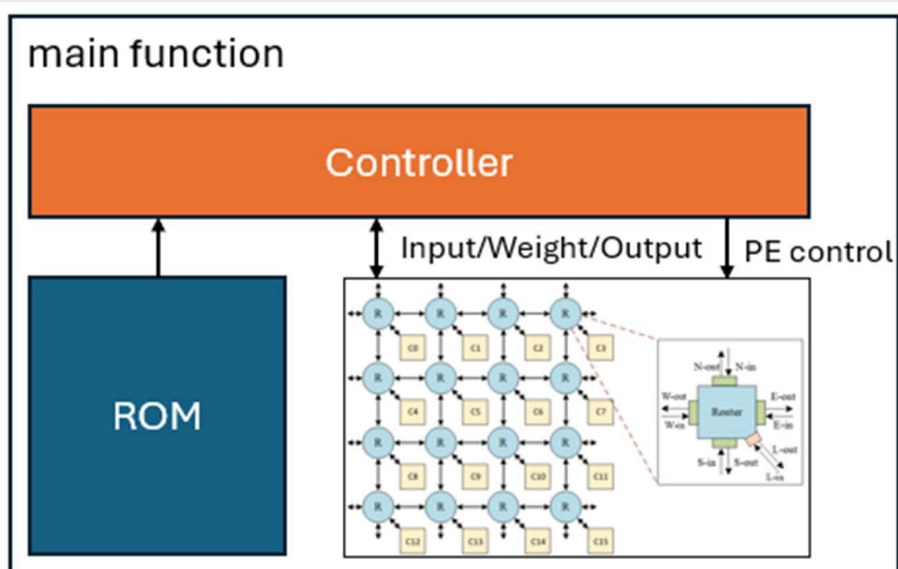 main function
Controller
Input/Weight/Output
PE control
ROM
R R R R
C0 C1 C2 C3
R R R R
C4 C5 C6 C7
R R R R
C8 C9 C10 C11
R R R R
C12 C13 C14 C15
N-out N-in
W-out E-out
Router
W-in E-in
L-out
S-in S-out
L-in